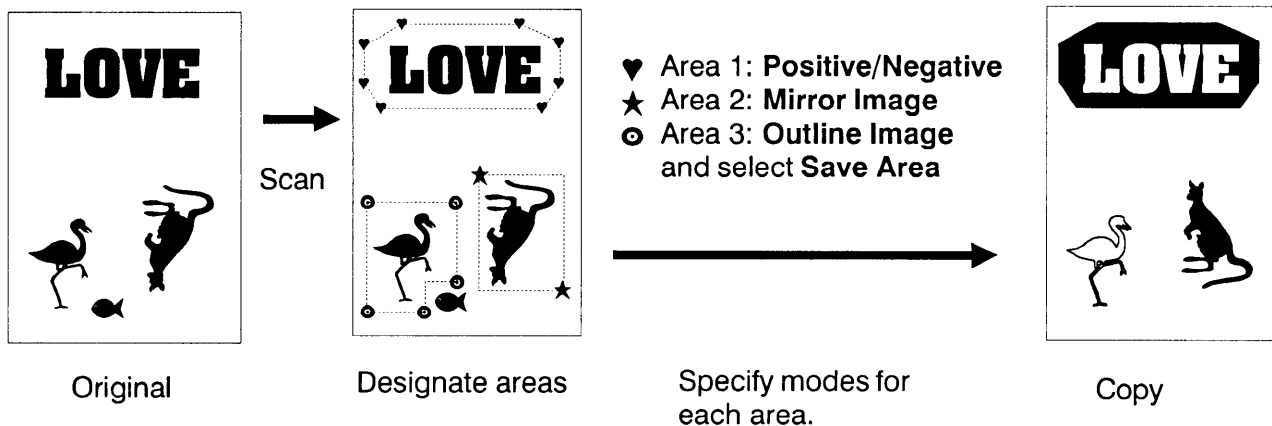 LOVE
LOVE
♥ Area 1: Positive/Negative
★ Area 2: Mirror Image
◎ Area 3: Outline Image
and select Save Area
LOVE
Scan
Original
Designate areas
Specify modes for
each area.
Copy